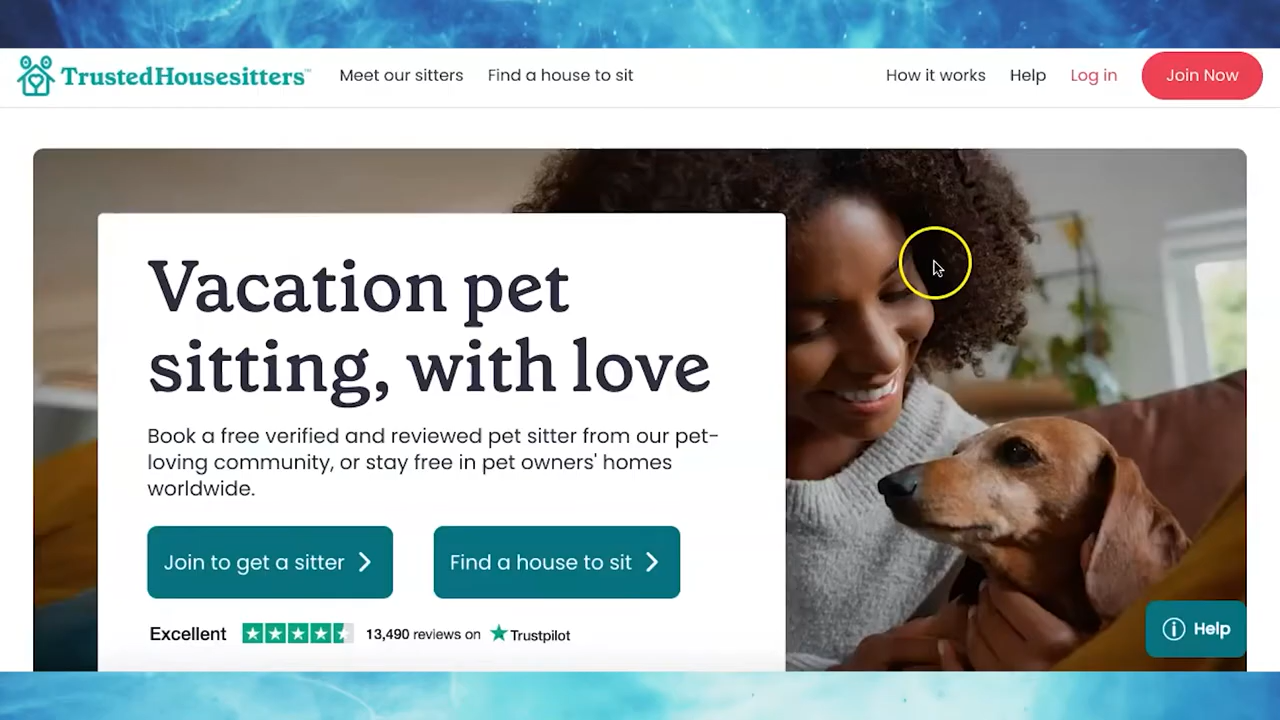 TrustedHousesitters™ Meet our sitters Find a house to sit How it works Help Log in Join Now
Vacation pet
sitting, with love
Book a free verified and reviewed pet sitter from our pet-
loving community, or stay free in pet owners' homes
worldwide.
Join to get a sitter Find a house to sit
Excellent 13,490 reviews on Trustpilot
Help